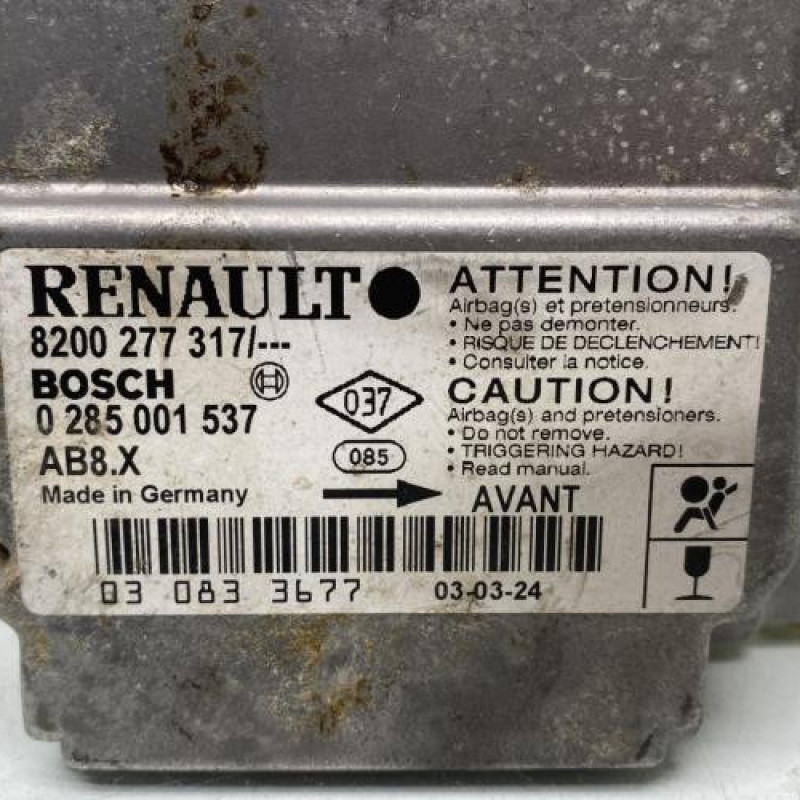 RENAULT
8200 277 317/---
BOSCH
0 285 001 537
AB8.X
Made in Germany
037
085
ATTENTION!
Airbag(s) et pretensionneurs.
• Ne pas demonter.
• RISQUE DE DECLENCHEMENT!
• Consulter la notice.
CAUTION!
Airbag(s) and pretensioners.
• Do not remove.
• TRIGGERING HAZARD!
• Read manual.
AVANT
03 083 3677
03-03-24